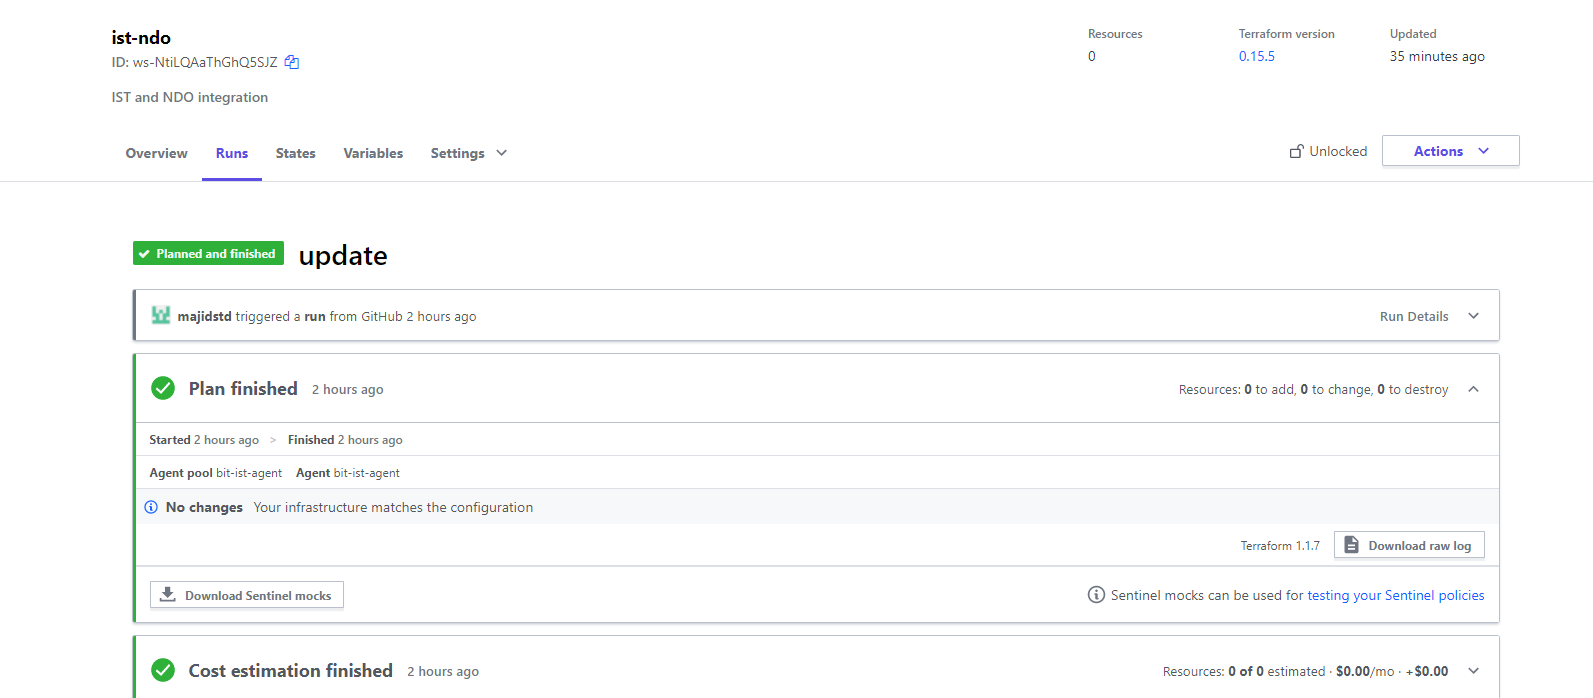 ist-ndo
ID: ws-NtiLQAaThGhQ5SJZ
IST and NDO integration
Resources
0
Terraform version
0.15.5
Updated
35 minutes ago
Overview Runs States Variables Settings
Unlocked
Actions
Planned and finished update
majidstd triggered a run from GitHub 2 hours ago
Run Details
Plan finished 2 hours ago
Resources: 0 to add, 0 to change, 0 to destroy
Started 2 hours ago > Finished 2 hours ago
Agent pool bit-ist-agent Agent bit-ist-agent
No changes Your infrastructure matches the configuration
Terraform 1.1.7 Download raw log
Download Sentinel mocks
Sentinel mocks can be used for testing your Sentinel policies
Cost estimation finished 2 hours ago
Resources: 0 of 0 estimated · $0.00/mo · +$0.00